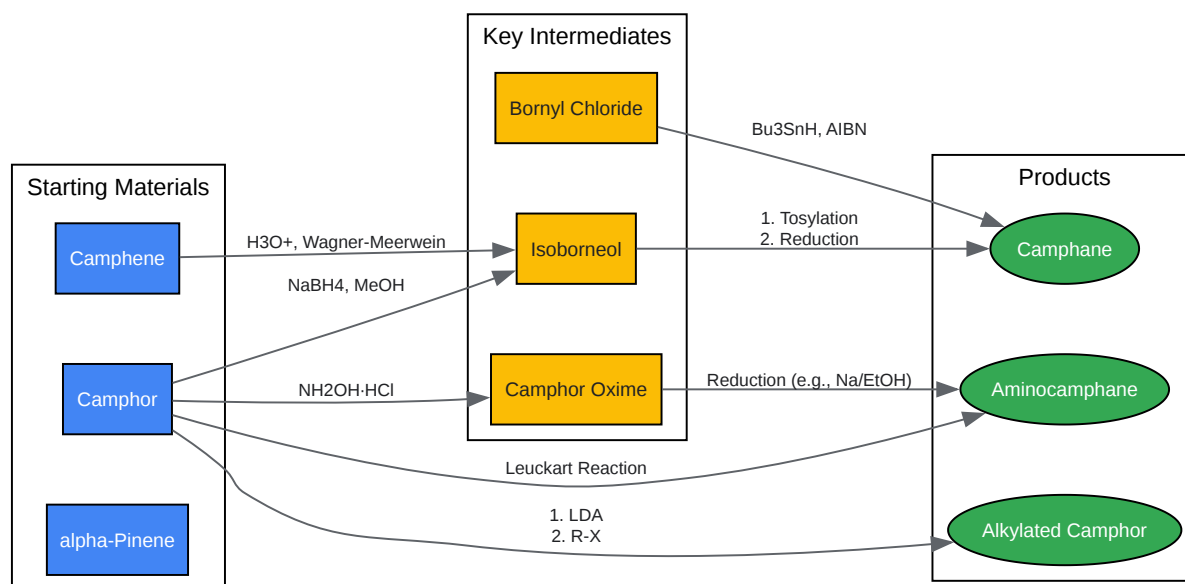 Key Intermediates
Bornyl Chloride
Bu3SnH, AIBN
Starting Materials
Products
Camphene
H3O+, Wagner-Meerwein
Isoborneol
1. Tosylation
2. Reduction
Camphane
NaBH4, MeOH
Camphor
NH2OH·HCl
Camphor Oxime
Reduction (e.g., Na/EtOH)
Aminocamphane
Leuckart Reaction
alpha-Pinene
1. LDA
2. R-X
Alkylated Camphor